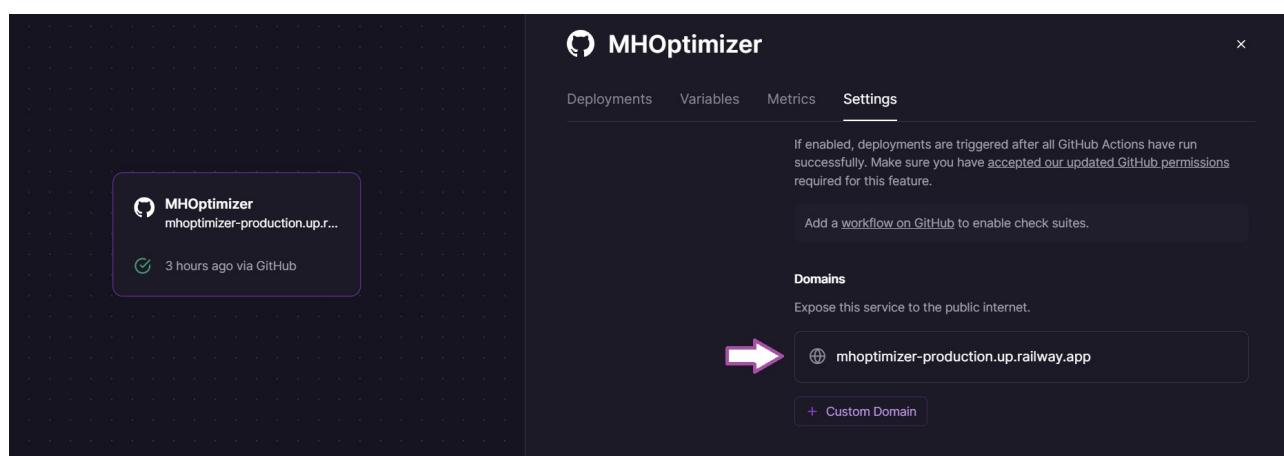 MHOptimizer
mhoptimizer-production.up.r...
3 hours ago via GitHub
MHOptimizer
Deployments Variables Metrics Settings
If enabled, deployments are triggered after all GitHub Actions have run
successfully. Make sure you have accepted our updated GitHub permissions
required for this feature.
Add a workflow on GitHub to enable check suites.
Domains
Expose this service to the public internet.
mhoptimizer-production.up.railway.app
+ Custom Domain